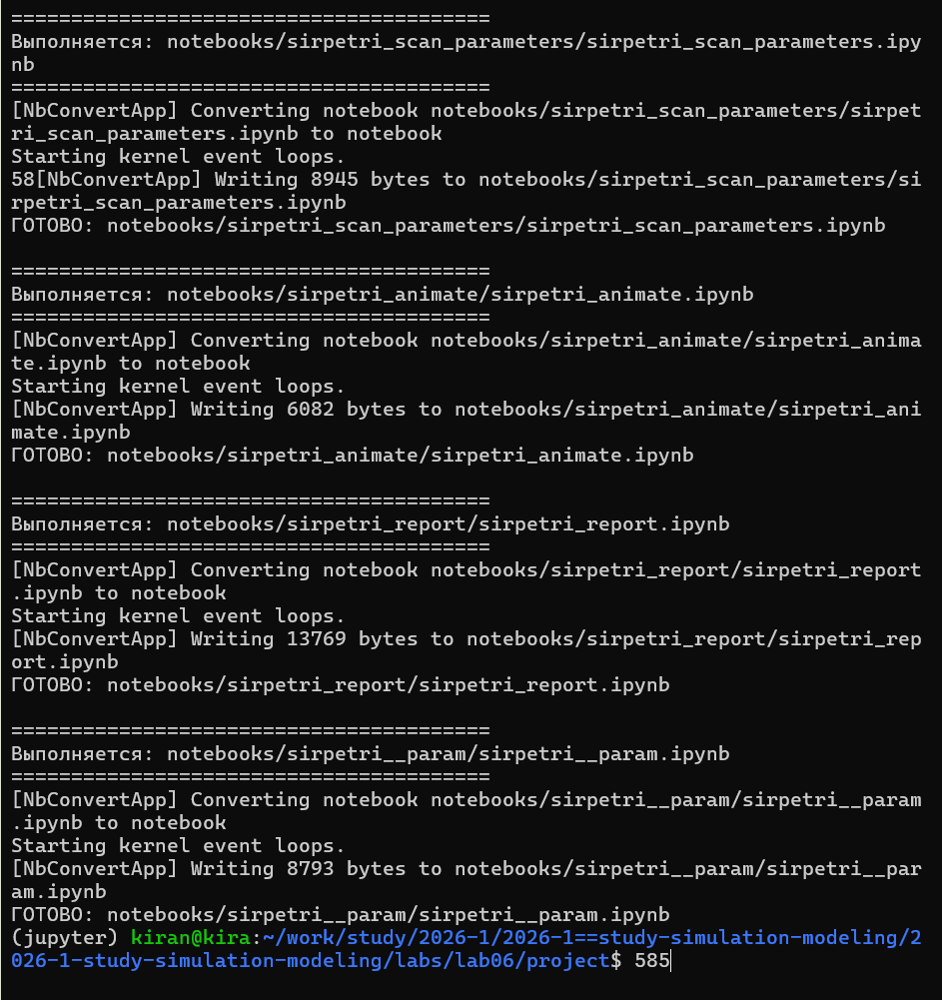 ========================================
Выполняется: notebooks/sirpetri_scan_parameters/sirpetri_scan_parameters.ipy
nb
========================================
[NbConvertApp] Converting notebook notebooks/sirpetri_scan_parameters/sirpet
ri_scan_parameters.ipynb to notebook
Starting kernel event loops.
58[NbConvertApp] Writing 8945 bytes to notebooks/sirpetri_scan_parameters/si
rpetri_scan_parameters.ipynb
ГОТОВО: notebooks/sirpetri_scan_parameters/sirpetri_scan_parameters.ipynb
========================================
Выполняется: notebooks/sirpetri_animate/sirpetri_animate.ipynb
========================================
[NbConvertApp] Converting notebook notebooks/sirpetri_animate/sirpetri_anima
te.ipynb to notebook
Starting kernel event loops.
[NbConvertApp] Writing 6082 bytes to notebooks/sirpetri_animate/sirpetri_ani
mate.ipynb
ГОТОВО: notebooks/sirpetri_animate/sirpetri_animate.ipynb
========================================
Выполняется: notebooks/sirpetri_report/sirpetri_report.ipynb
========================================
[NbConvertApp] Converting notebook notebooks/sirpetri_report/sirpetri_report
.ipynb to notebook
Starting kernel event loops.
[NbConvertApp] Writing 13769 bytes to notebooks/sirpetri_report/sirpetri_rep
ort.ipynb
ГОТОВО: notebooks/sirpetri_report/sirpetri_report.ipynb
========================================
Выполняется: notebooks/sirpetri__param/sirpetri__param.ipynb
========================================
[NbConvertApp] Converting notebook notebooks/sirpetri__param/sirpetri__param
.ipynb to notebook
Starting kernel event loops.
[NbConvertApp] Writing 8793 bytes to notebooks/sirpetri__param/sirpetri__par
am.ipynb
ГОТОВО: notebooks/sirpetri__param/sirpetri__param.ipynb
(jupyter) kiran@kira:~/work/study/2026-1/2026-1==study-simulation-modeling/2
026-1-study-simulation-modeling/labs/lab06/project$ 585